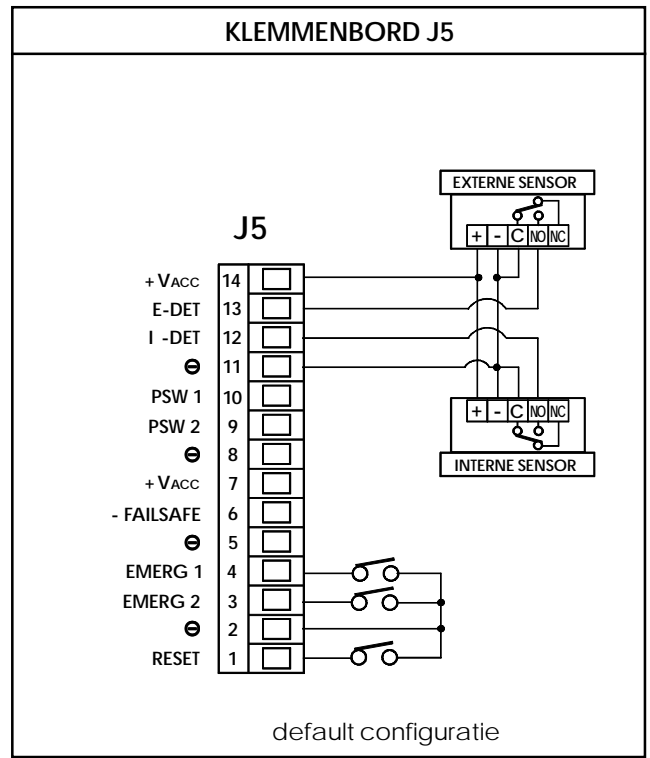 KLEMMENBORD J5
EXTERNE SENSOR
+ - C NO NC
J5
+ VACC 14
E-DET 13
I -DET 12
⊖ 11
PSW 1 10
PSW 2 9
⊖ 8
+ VACC 7
- FAILSAFE 6
⊖ 5
EMERG 1 4
EMERG 2 3
⊖ 2
RESET 1
+ - C NO NC
INTERNE SENSOR
default configuratie